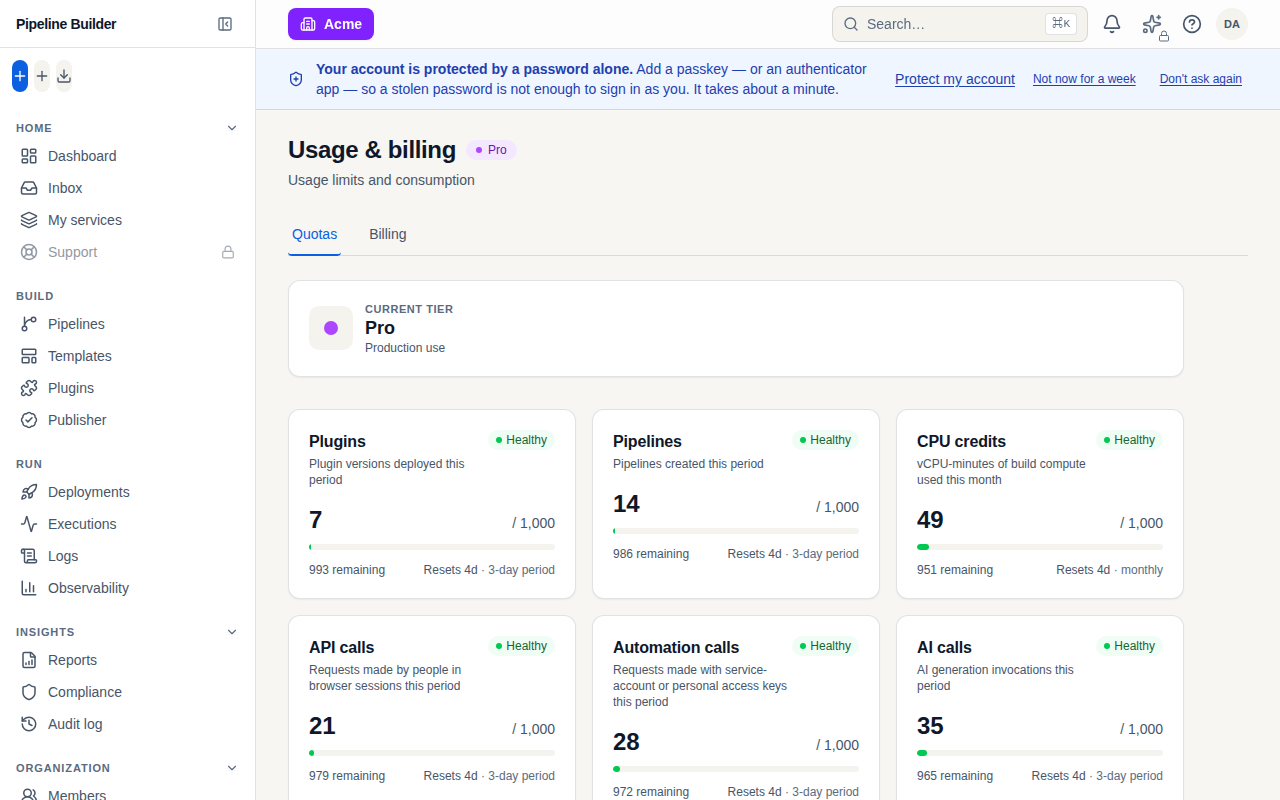 Pipeline Builder
Acme
Search…
⌘K
DA
Your account is protected by a password alone. Add a passkey — or an authenticator
app — so a stolen password is not enough to sign in as you. It takes about a minute.
Protect my account
Not now for a week
Don't ask again
HOME
Dashboard
Inbox
My services
Support
BUILD
Pipelines
Templates
Plugins
Publisher
RUN
Deployments
Executions
Logs
Observability
INSIGHTS
Reports
Compliance
Audit log
ORGANIZATION
Members
Usage & billing
Pro
Usage limits and consumption
Quotas
Billing
CURRENT TIER
Pro
Production use
Plugins
Healthy
Plugin versions deployed this
period
7
/ 1,000
993 remaining
Resets 4d · 3-day period
Pipelines
Healthy
Pipelines created this period
14
/ 1,000
986 remaining
Resets 4d · 3-day period
CPU credits
Healthy
vCPU-minutes of build compute
used this month
49
/ 1,000
951 remaining
Resets 4d · monthly
API calls
Healthy
Requests made by people in
browser sessions this period
21
/ 1,000
979 remaining
Resets 4d · 3-day period
Automation calls
Healthy
Requests made with service-
account or personal access keys
this period
28
/ 1,000
972 remaining
Resets 4d · 3-day period
AI calls
Healthy
AI generation invocations this
period
35
/ 1,000
965 remaining
Resets 4d · 3-day period